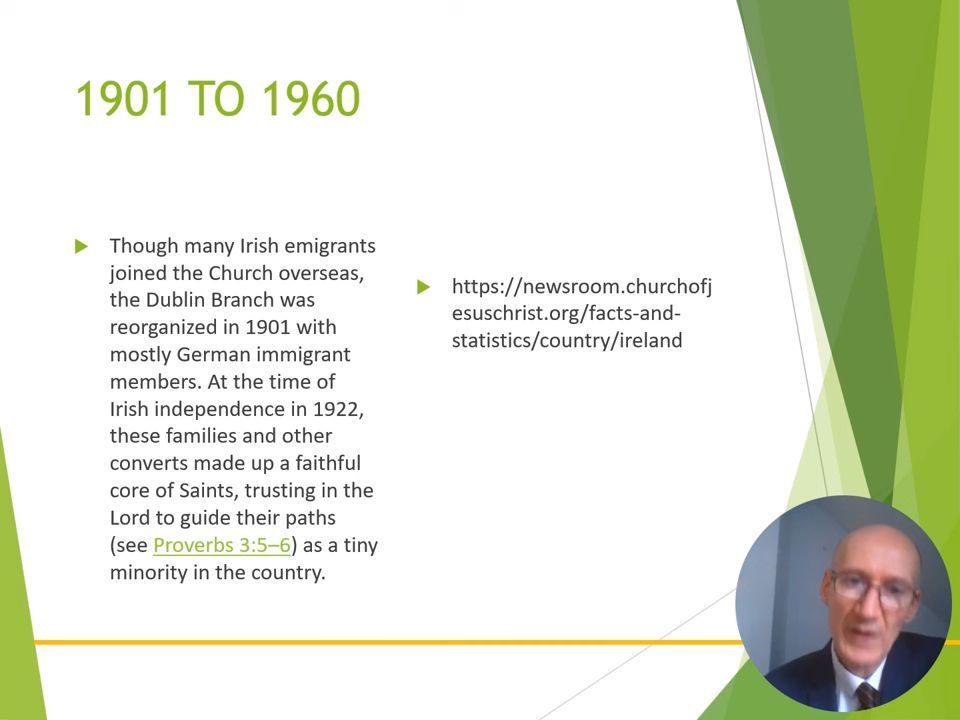 1901 TO 1960
Though many Irish emigrants
joined the Church overseas,
the Dublin Branch was
reorganized in 1901 with
mostly German immigrant
members. At the time of
Irish independence in 1922,
these families and other
converts made up a faithful
core of Saints, trusting in the
Lord to guide their paths
(see Proverbs 3:5–6) as a tiny
minority in the country.
https://newsroom.churchofj
esuschrist.org/facts-and-
statistics/country/ireland